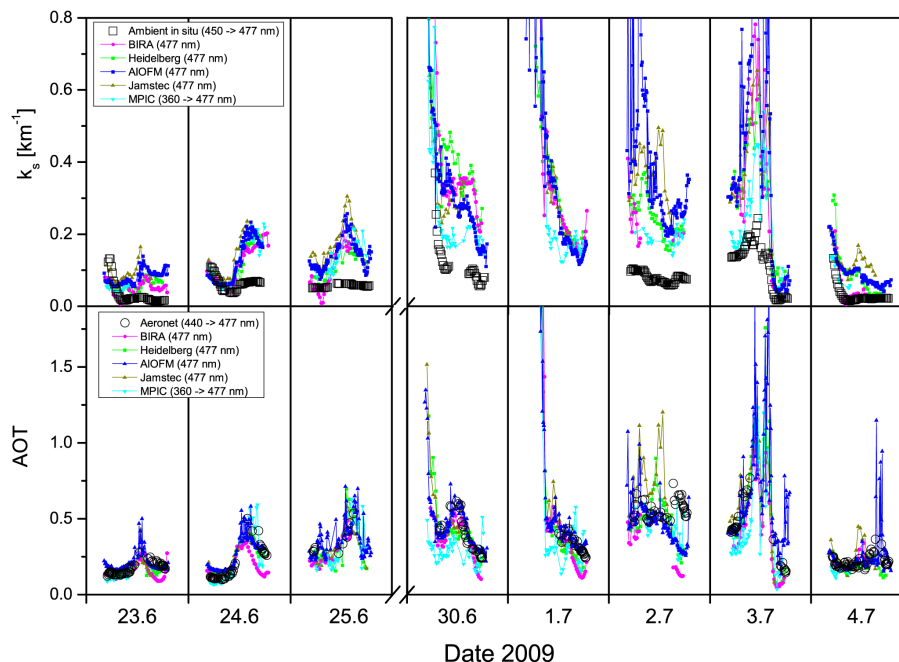 0.8
0.6
0.4
0.2
0.0
kₛ [km⁻¹]
Ambient in situ (450 -> 477 nm)
BIRA (477 nm)
Heidelberg (477 nm)
AIOFM (477 nm)
Jamstec (477 nm)
MPIC (360 -> 477 nm)
1.5
1.0
0.5
0.0
AOT
Aeronet (440 -> 477 nm)
BIRA (477 nm)
Heidelberg (477 nm)
AIOFM (477 nm)
Jamstec (477 nm)
MPIC (360 -> 477 nm)
23.6 24.6 25.6 30.6 1.7 2.7 3.7 4.7
Date 2009